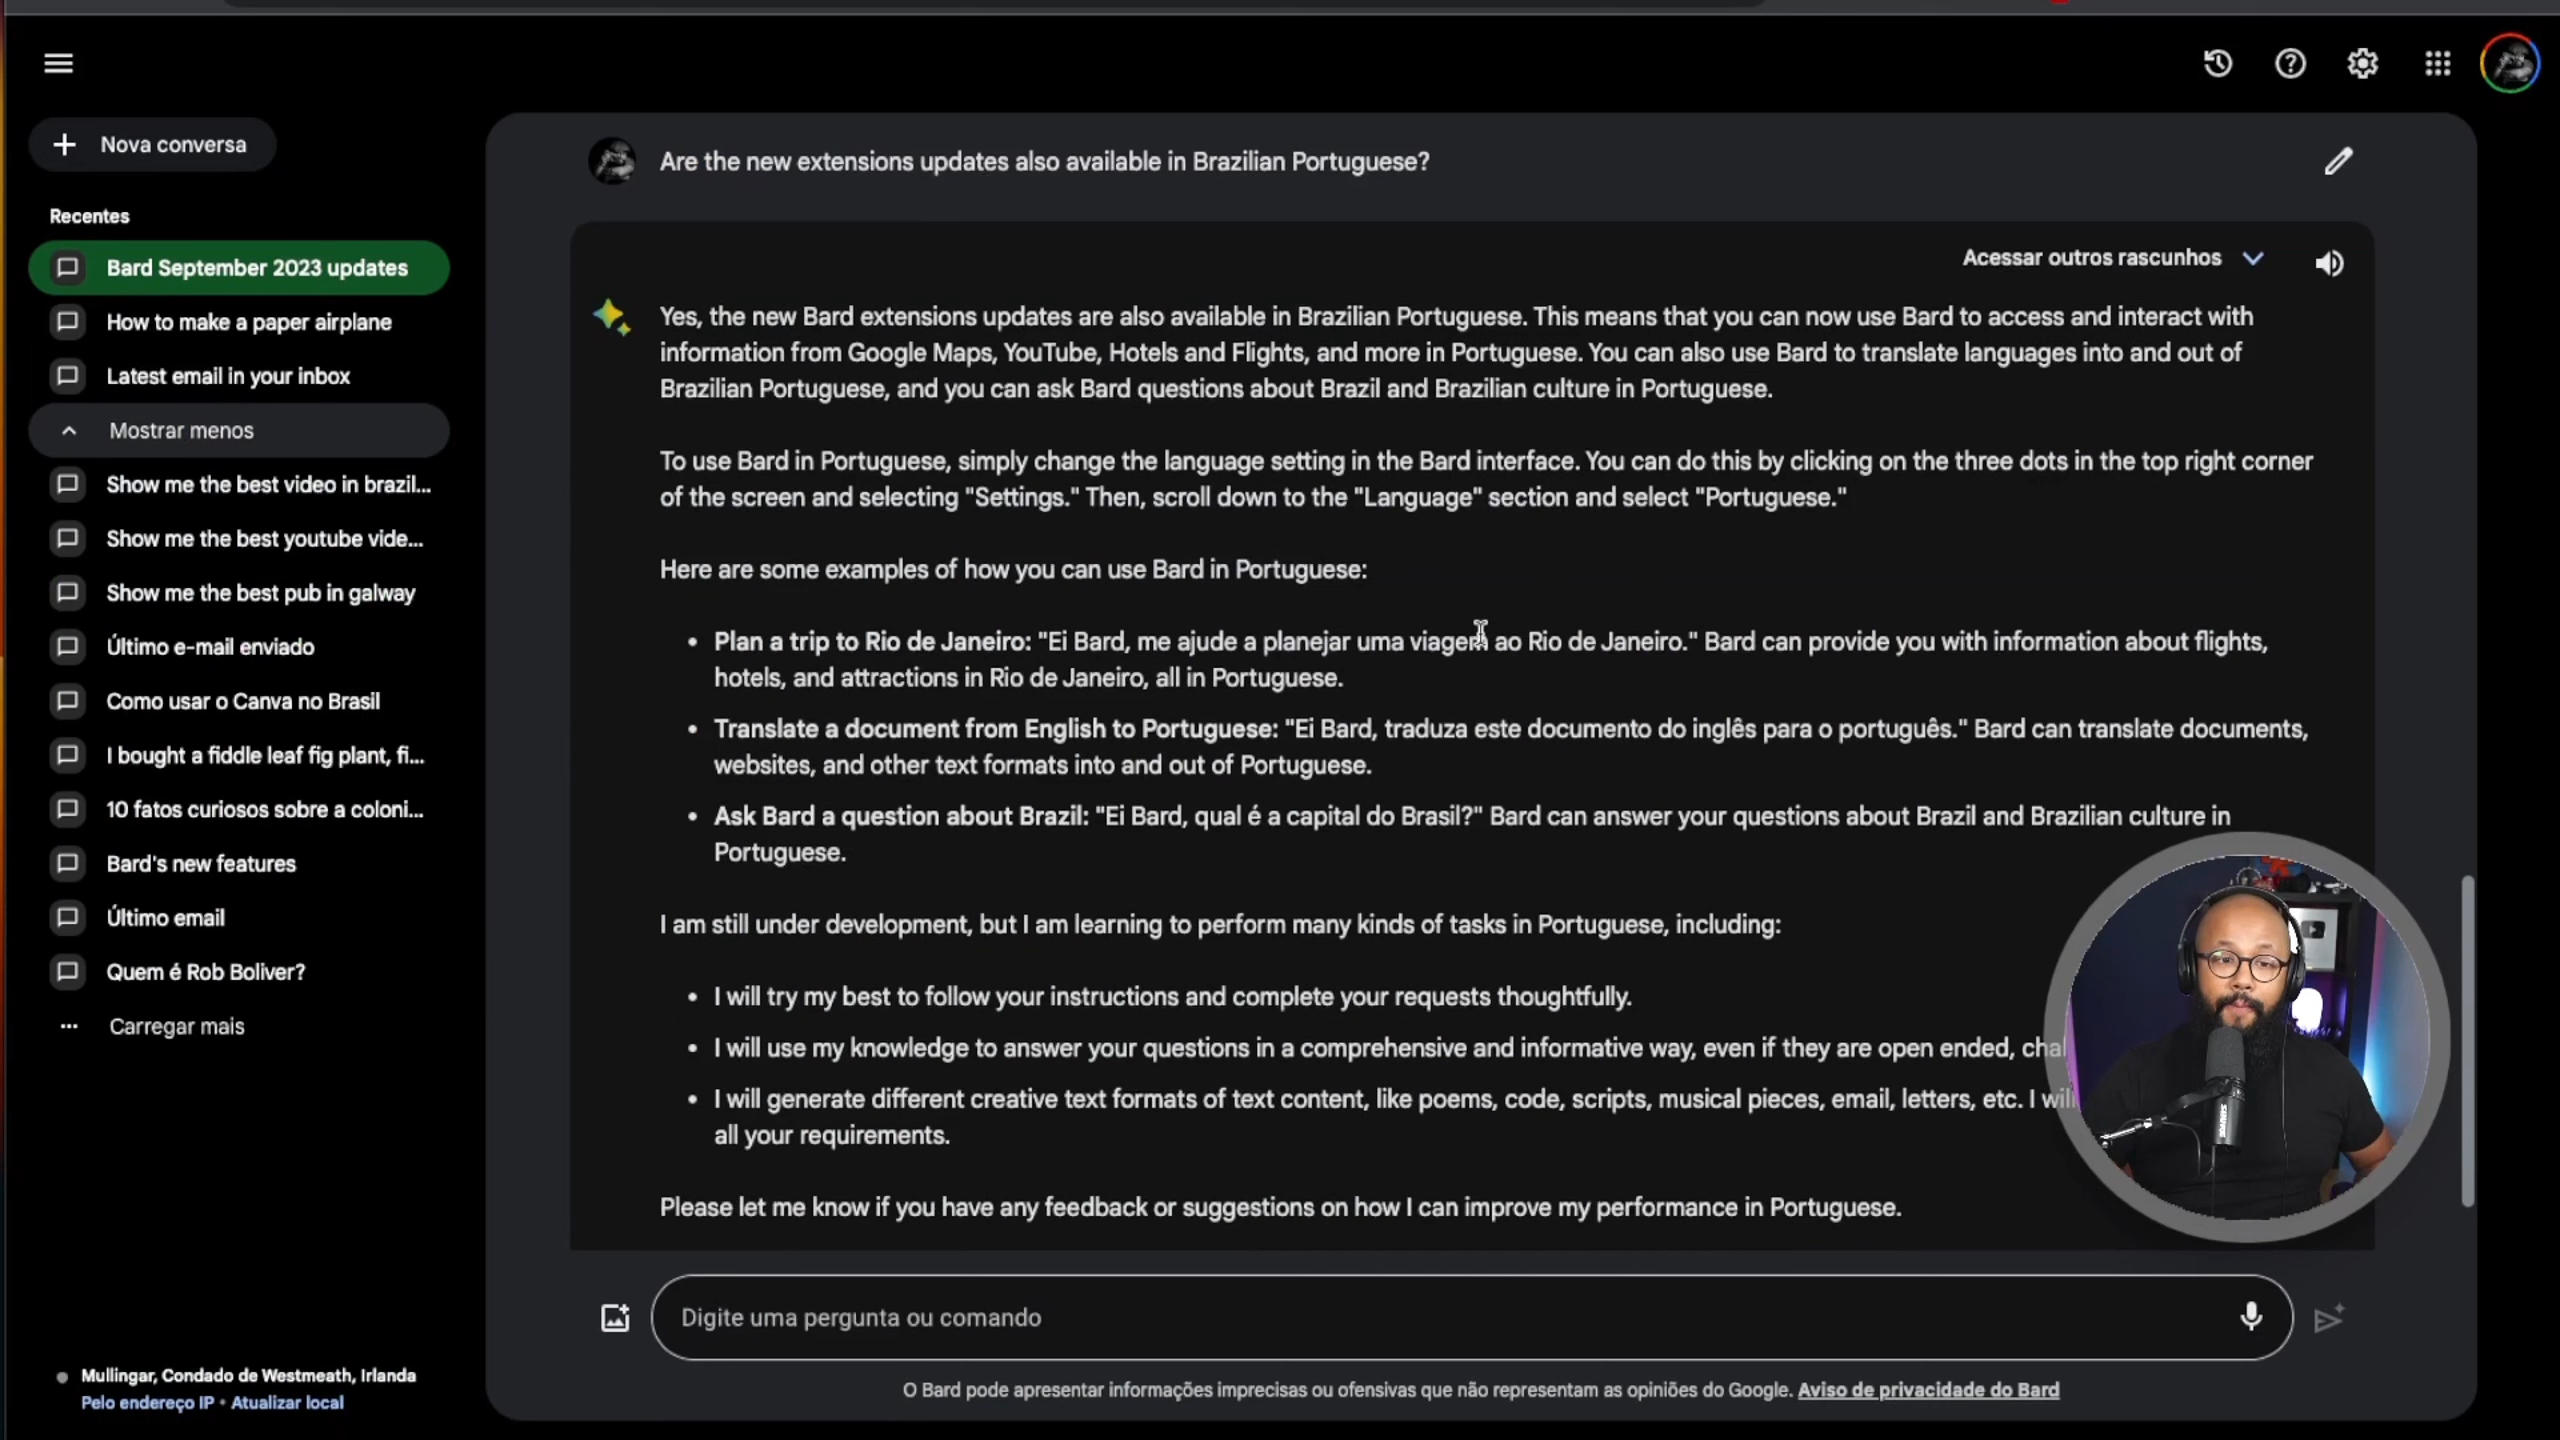 Nova conversa
Recentes
Bard September 2023 updates
How to make a paper airplane
Latest email in your inbox
Mostrar menos
Show me the best video in brazil...
Show me the best youtube vide...
Show me the best pub in galway
Último e-mail enviado
Como usar o Canva no Brasil
I bought a fiddle leaf fig plant, fi...
10 fatos curiosos sobre a coloni...
Bard's new features
Último email
Quem é Rob Boliver?
Carregar mais
Mullingar, Condado de Westmeath, Irlanda
Pelo endereço IP • Atualizar local
Are the new extensions updates also available in Brazilian Portuguese?
Acessar outros rascunhos
Yes, the new Bard extensions updates are also available in Brazilian Portuguese. This means that you can now use Bard to access and interact with
information from Google Maps, YouTube, Hotels and Flights, and more in Portuguese. You can also use Bard to translate languages into and out of
Brazilian Portuguese, and you can ask Bard questions about Brazil and Brazilian culture in Portuguese.
To use Bard in Portuguese, simply change the language setting in the Bard interface. You can do this by clicking on the three dots in the top right corner
of the screen and selecting "Settings." Then, scroll down to the "Language" section and select "Portuguese."
Here are some examples of how you can use Bard in Portuguese:
• Plan a trip to Rio de Janeiro: "Ei Bard, me ajude a planejar uma viagem ao Rio de Janeiro." Bard can provide you with information about flights,
hotels, and attractions in Rio de Janeiro, all in Portuguese.
• Translate a document from English to Portuguese: "Ei Bard, traduza este documento do inglês para o português." Bard can translate documents,
websites, and other text formats into and out of Portuguese.
• Ask Bard a question about Brazil: "Ei Bard, qual é a capital do Brasil?" Bard can answer your questions about Brazil and Brazilian culture in
Portuguese.
I am still under development, but I am learning to perform many kinds of tasks in Portuguese, including:
• I will try my best to follow your instructions and complete your requests thoughtfully.
• I will use my knowledge to answer your questions in a comprehensive and informative way, even if they are open ended,
• I will generate different creative text formats of text content, like poems, code, scripts, musical pieces, email, letters, etc. I will
all your requirements.
Please let me know if you have any feedback or suggestions on how I can improve my performance in Portuguese.
Digite uma pergunta ou comando
O Bard pode apresentar informações imprecisas ou ofensivas que não representam as opiniões do Google. Aviso de privacidade do Bard